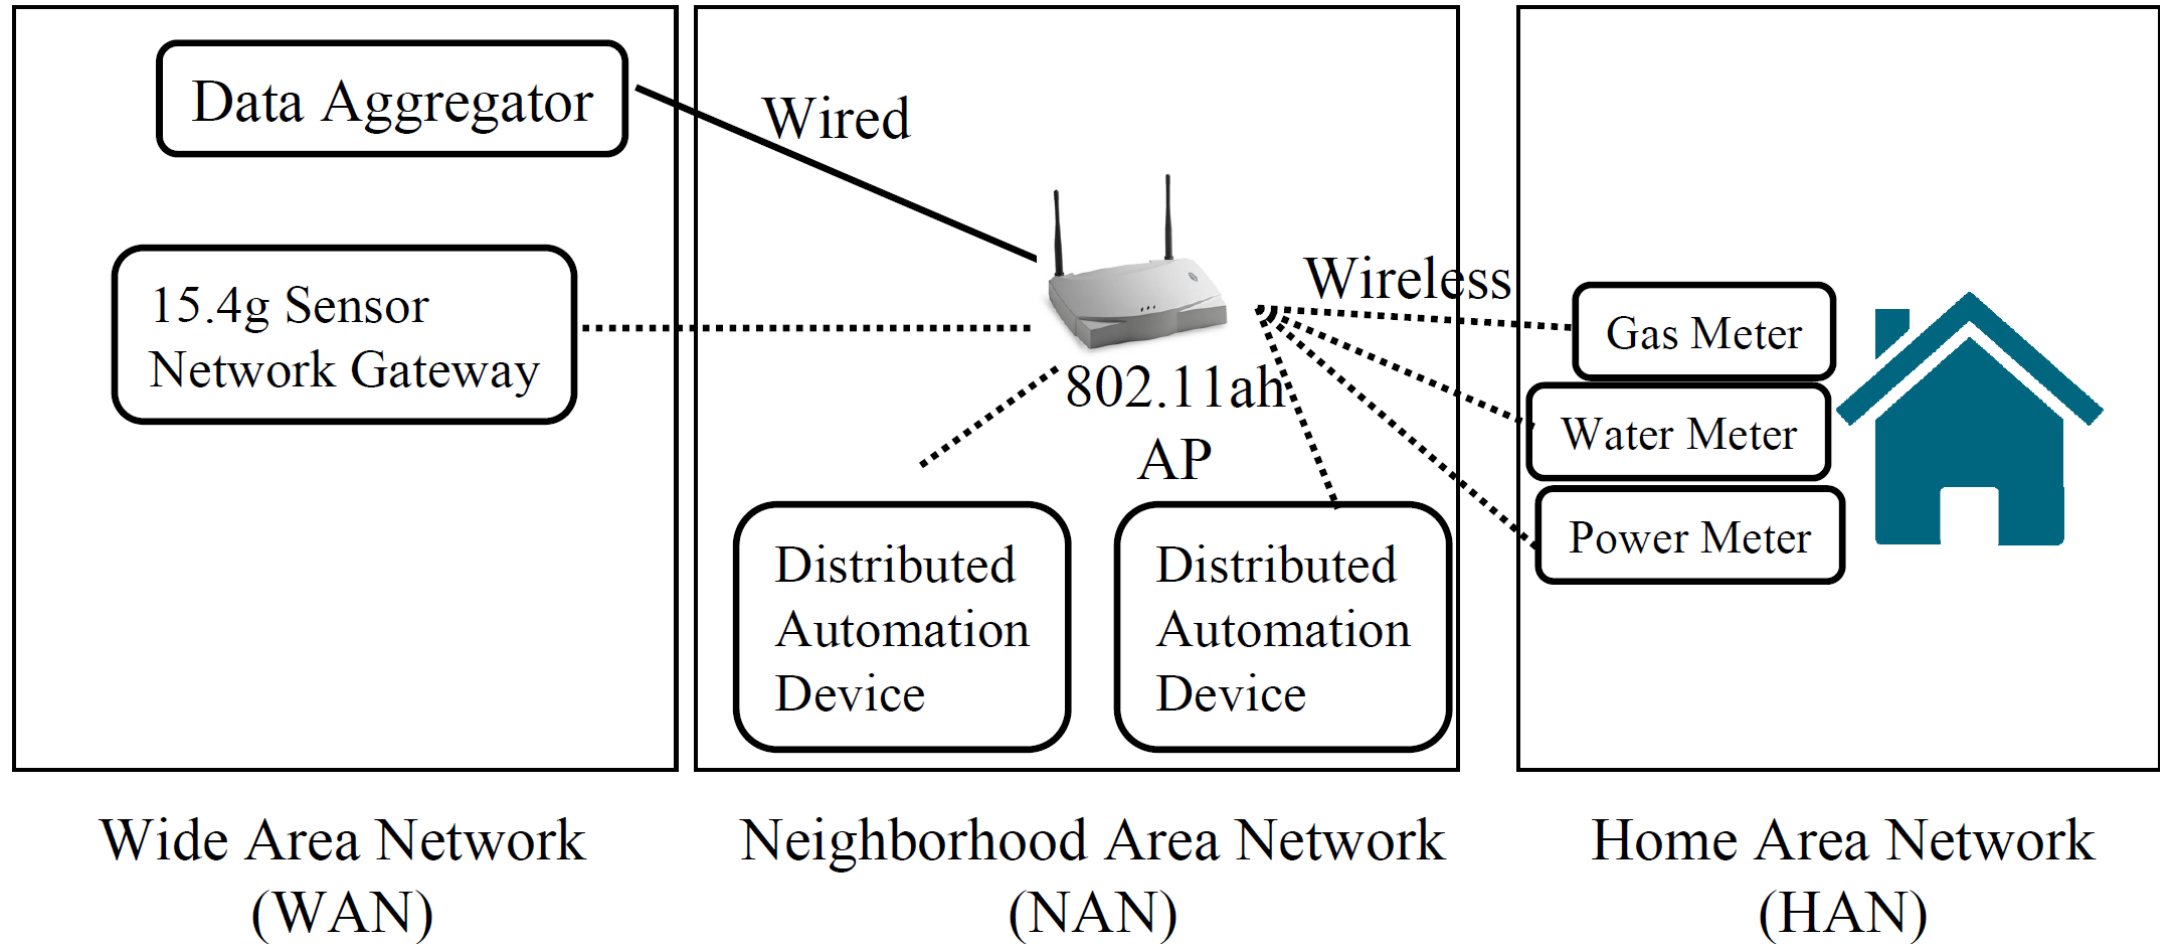 Data Aggregator
Wired
15.4g Sensor
Network Gateway
Wireless
802.11ah
AP
Gas Meter
Water Meter
Power Meter
Distributed
Automation
Device
Distributed
Automation
Device
Wide Area Network
(WAN)
Neighborhood Area Network
(NAN)
Home Area Network
(HAN)